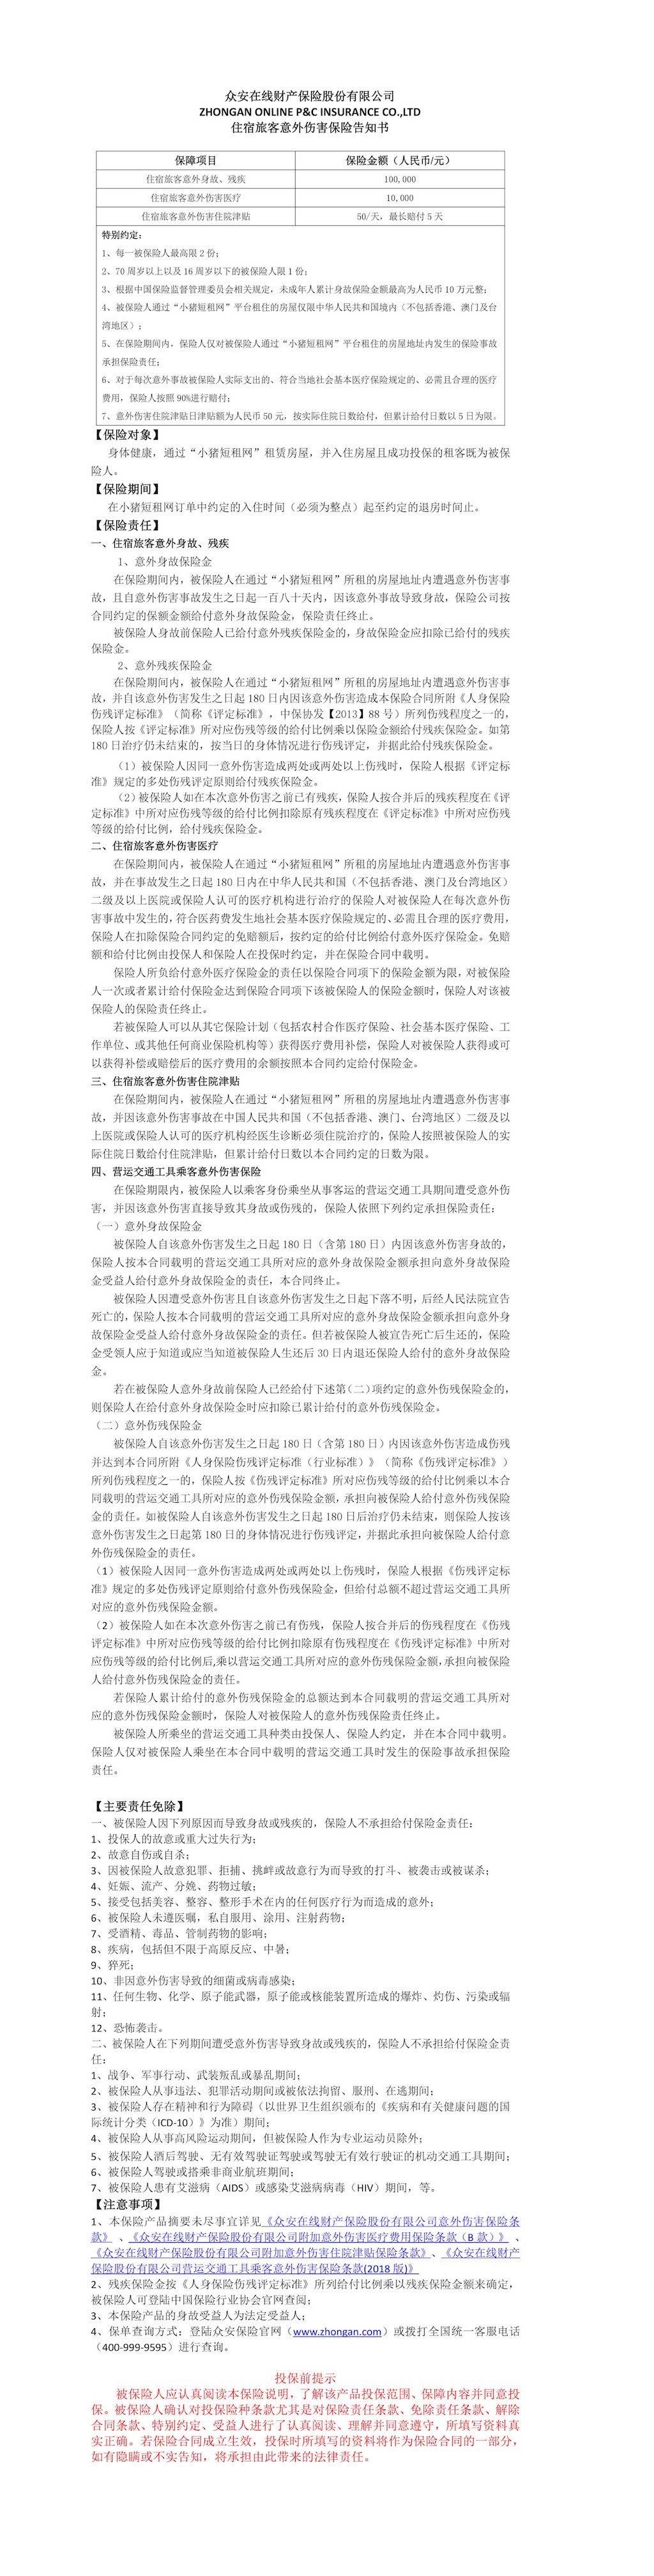 众安在线财产保险股份有限公司
ZHONGAN ONLINE P&C INSURANCE CO.,LTD
住宿旅客意外伤害保险告知书
保障项目 保险金额（人民币/元）
住宿旅客意外身故、残疾 100,000
住宿旅客意外伤害医疗 10,000
住宿旅客意外伤害住院津贴 50/天，最长赔付 5 天
特别约定：
1、每一被保险人最高限 2 份；
2、70 周岁以上以及 16 周岁以下的被保险人限 1 份；
3、根据中国保险监督管理委员会相关规定，未成年人累计身故保险金额最高为人民币 10 万元整；
4、被保险人通过“小猪短租网”平台租住的房屋仅限中华人民共和国境内（不包括香港、澳门及台
湾地区）；
5、在保险期间内，保险人仅对被保险人通过“小猪短租网”平台租住的房屋地址内发生的保险事故
承担保险责任；
6、对于每次意外事故被保险人实际支出的、符合当地社会基本医疗保险规定的、必需且合理的医疗
费用，保险人按照 90%进行赔付；
7、意外伤害住院津贴日津贴额为人民币 50 元，按实际住院日数给付，但累计给付日数以 5 日为限。
【保险对象】
身体健康，通过“小猪短租网”租赁房屋，并入住房屋且成功投保的租客既为被保
险人。
【保险期间】
在小猪短租网订单中约定的入住时间（必须为整点）起至约定的退房时间止。
【保险责任】
一、住宿旅客意外身故、残疾
1、意外身故保险金
在保险期间内，被保险人在通过“小猪短租网”所租的房屋地址内遭遇意外伤害事
故，且自意外伤害事故发生之日起一百八十天内，因该意外事故导致身故，保险公司按
合同约定的保额金额给付意外身故保险金，保险责任终止。
被保险人身故前保险人已给付意外残疾保险金的，身故保险金应扣除已给付的残疾
保险金。
2、意外残疾保险金
在保险期间内，被保险人在通过“小猪短租网”所租的房屋地址内遭遇意外伤害事
故，并自该意外伤害发生之日起 180 日内因该意外伤害造成本保险合同所附《人身保险
伤残评定标准》（简称《评定标准》，中保协发【2013】88 号）所列伤残程度之一的，
保险人按《评定标准》所对应伤残等级的给付比例乘以保险金额给付残疾保险金。如第
180 日治疗仍未结束的，按当日的身体情况进行伤残评定，并据此给付残疾保险金。
（1）被保险人因同一意外伤害造成两处或两处以上伤残时，保险人根据《评定标
准》规定的多处伤残评定原则给付残疾保险金。
（2）被保险人如在本次意外伤害之前已有残疾，保险人按合并后的残疾程度在《评
定标准》中所对应伤残等级的给付比例扣除原有残疾程度在《评定标准》中所对应伤残
等级的给付比例，给付残疾保险金。
二、住宿旅客意外伤害医疗
在保险期间内，被保险人在通过“小猪短租网”所租的房屋地址内遭遇意外伤害事
故，并在事故发生之日起 180 日内在中华人民共和国（不包括香港、澳门及台湾地区）
二级及以上医院或保险人认可的医疗机构进行治疗的保险人对被保险人在每次意外伤
害事故中发生的，符合医药费发生地社会基本医疗保险规定的、必需且合理的医疗费用，
保险人在扣除保险合同约定的免赔额后，按约定的给付比例给付意外医疗保险金。免赔
额和给付比例由投保人和保险人在投保时约定，并在保险合同中载明。
保险人所负给付意外医疗保险金的责任以保险合同项下的保险金额为限，对被保险
人一次或者累计给付保险金达到保险合同项下该被保险人的保险金额时，保险人对该被
保险人的保险责任终止。
若被保险人可以从其它保险计划（包括农村合作医疗保险、社会基本医疗保险、工
作单位、或其他任何商业保险机构等）获得医疗费用补偿，保险人对被保险人获得或可
以获得补偿或赔偿后的医疗费用的余额按照本合同约定给付保险金。
三、住宿旅客意外伤害住院津贴
在保险期间内，被保险人在通过“小猪短租网”所租的房屋地址内遭遇意外伤害事
故，并因该意外伤害事故在中国人民共和国（不包括香港、澳门、台湾地区）二级及以
上医院或保险人认可的医疗机构经医生诊断必须住院治疗的，保险人按照被保险人的实
际住院日数给付住院津贴，但累计给付日数以本合同约定的日数为限。
四、营运交通工具乘客意外伤害保险
在保险期限内，被保险人以乘客身份乘坐从事客运的营运交通工具期间遭受意外伤
害，并因该意外伤害直接导致其身故或伤残的，保险人依照下列约定承担保险责任：
（一）意外身故保险金
被保险人自该意外伤害发生之日起 180 日（含第 180 日）内因该意外伤害身故的，
保险人按本合同载明的营运交通工具所对应的意外身故保险金额承担向意外身故保险
金受益人给付意外身故保险金的责任，本合同终止。
被保险人因遭受意外伤害且自该意外伤害发生之日起下落不明，后经人民法院宣告
死亡的，保险人按本合同载明的营运交通工具所对应的意外身故保险金额承担向意外身
故保险金受益人给付意外身故保险金的责任。但若被保险人被宣告死亡后生还的，保险
金受领人应于知道或应当知道被保险人生还后 30 日内退还保险人给付的意外身故保险
金。
若在被保险人意外身故前保险人已经给付下述第（二）项约定的意外伤残保险金的，
则保险人在给付意外身故保险金时应扣除已累计给付的意外伤残保险金。
（二）意外伤残保险金
被保险人自该意外伤害发生之日起 180 日（含第 180 日）内因该意外伤害造成伤残
并达到本合同所附《人身保险伤残评定标准（行业标准）》（简称《伤残评定标准》）
所列伤残程度之一的，保险人按《伤残评定标准》所对应伤残等级的给付比例乘以本合
同载明的营运交通工具所对应的意外伤残保险金额，承担向被保险人给付意外伤残保险
金的责任。如被保险人自该意外伤害发生之日起 180 日后治疗仍未结束，则保险人按该
意外伤害发生之日起第 180 日的身体情况进行伤残评定，并据此承担向被保险人给付意
外伤残保险金的责任。
（1）被保险人因同一意外伤害造成两处或两处以上伤残时，保险人根据《伤残评定标
准》规定的多处伤残评定原则给付意外伤残保险金，但给付总额不超过营运交通工具所
对应的意外伤残保险金额。
（2）被保险人如在本次意外伤害之前已有伤残，保险人按合并后的伤残程度在《伤残
评定标准》中所对应伤残等级的给付比例扣除原有伤残程度在《伤残评定标准》中所对
应伤残等级的给付比例后,乘以营运交通工具所对应的意外伤残保险金额,承担向被保险
人给付意外伤残保险金的责任。
若保险人累计给付的意外伤残保险金的总额达到本合同载明的营运交通工具所对
应的意外伤残保险金额时，保险人对被保险人的意外伤残保险责任终止。
被保险人所乘坐的营运交通工具种类由投保人、保险人约定，并在本合同中载明。
保险人仅对被保险人乘坐在本合同中载明的营运交通工具时发生的保险事故承担保险
责任。
【主要责任免除】
一、被保险人因下列原因而导致身故或残疾的，保险人不承担给付保险金责任：
1、投保人的故意或重大过失行为；
2、故意自伤或自杀；
3、因被保险人故意犯罪、拒捕、挑衅或故意行为而导致的打斗、被袭击或被谋杀；
4、妊娠、流产、分娩、药物过敏；
5、接受包括美容、整容、整形手术在内的任何医疗行为而造成的意外；
6、被保险人未遵医嘱，私自服用、涂用、注射药物；
7、受酒精、毒品、管制药物的影响；
8、疾病，包括但不限于高原反应、中暑；
9、猝死；
10、非因意外伤害导致的细菌或病毒感染；
11、任何生物、化学、原子能武器，原子能或核能装置所造成的爆炸、灼伤、污染或辐
射；
12、恐怖袭击。
二、被保险人在下列期间遭受意外伤害导致身故或残疾的，保险人不承担给付保险金责
任：
1、战争、军事行动、武装叛乱或暴乱期间；
2、被保险人从事违法、犯罪活动期间或被依法拘留、服刑、在逃期间；
3、被保险人存在精神和行为障碍（以世界卫生组织颁布的《疾病和有关健康问题的国
际统计分类（ICD-10）》为准）期间；
4、被保险人从事高风险运动期间，但被保险人作为专业运动员除外；
5、被保险人酒后驾驶、无有效驾驶证驾驶或驾驶无有效行驶证的机动交通工具期间；
6、被保险人驾驶或搭乘非商业航班期间；
7、被保险人患有艾滋病（AIDS）或感染艾滋病病毒（HIV）期间，等。
【注意事项】
1、本保险产品摘要未尽事宜详见《众安在线财产保险股份有限公司意外伤害保险条
款》、《众安在线财产保险股份有限公司附加意外伤害医疗费用保险条款（B 款）》、
《众安在线财产保险股份有限公司附加意外伤害住院津贴保险条款》、《众安在线财产
保险股份有限公司营运交通工具乘客意外伤害保险条款(2018 版)》
2、残疾保险金按《人身保险伤残评定标准》所列给付比例乘以残疾保险金额来确定，
被保险人可登陆中国保险行业协会官网查阅；
3、本保险产品的身故受益人为法定受益人；
4、保单查询方式：登陆众安保险官网（www.zhongan.com）或拨打全国统一客服电话
（400-999-9595）进行查询。
投保前提示
被保险人应认真阅读本保险说明，了解该产品投保范围、保障内容并同意投
保。被保险人确认对投保险种条款尤其是对保险责任条款、免除责任条款、解除
合同条款、特别约定、受益人进行了认真阅读、理解并同意遵守，所填写资料真
实正确。若保险合同成立生效，投保时所填写的资料将作为保险合同的一部分，
如有隐瞒或不实告知，将承担由此带来的法律责任。